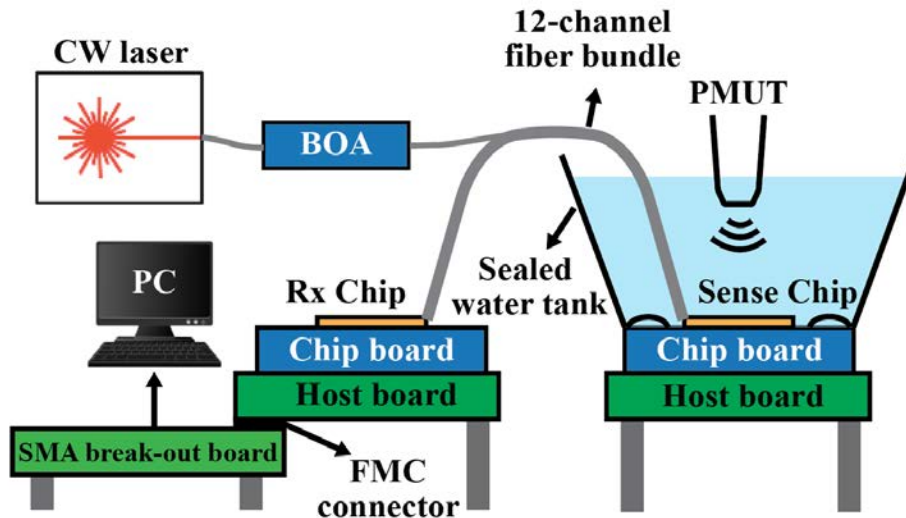 CW laser
12-channel
fiber bundle
PMUT
BOA
PC
Rx Chip
Sealed
water tank
Sense Chip
Chip board
Chip board
Host board
Host board
SMA break-out board
FMC
connector